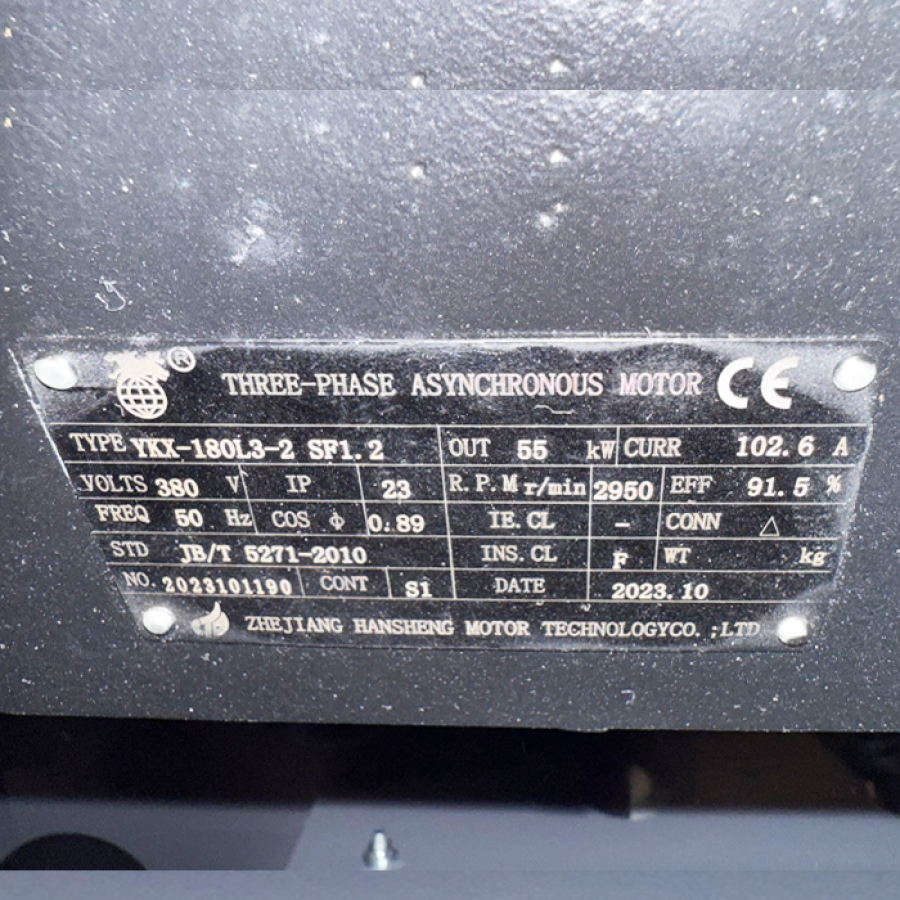 ® THREE-PHASE ASYNCHRONOUS MOTOR CE
TYPE YKX-180L3-2 SF1.2 OUT 55 kW CURR 102.6 A
VOLTS 380 V IP 23 R.P.M r/min 2950 EFF 91.5 %
FREQ 50 Hz COS ϕ 0.89 IE.CL - CONN △
STD JB/T 5271-2010 INS.CL F WT kg
NO. 2023101190 CONT S1 DATE 2023.10
ZHEJIANG HANSHENG MOTOR TECHNOLOGYCO.;LTD